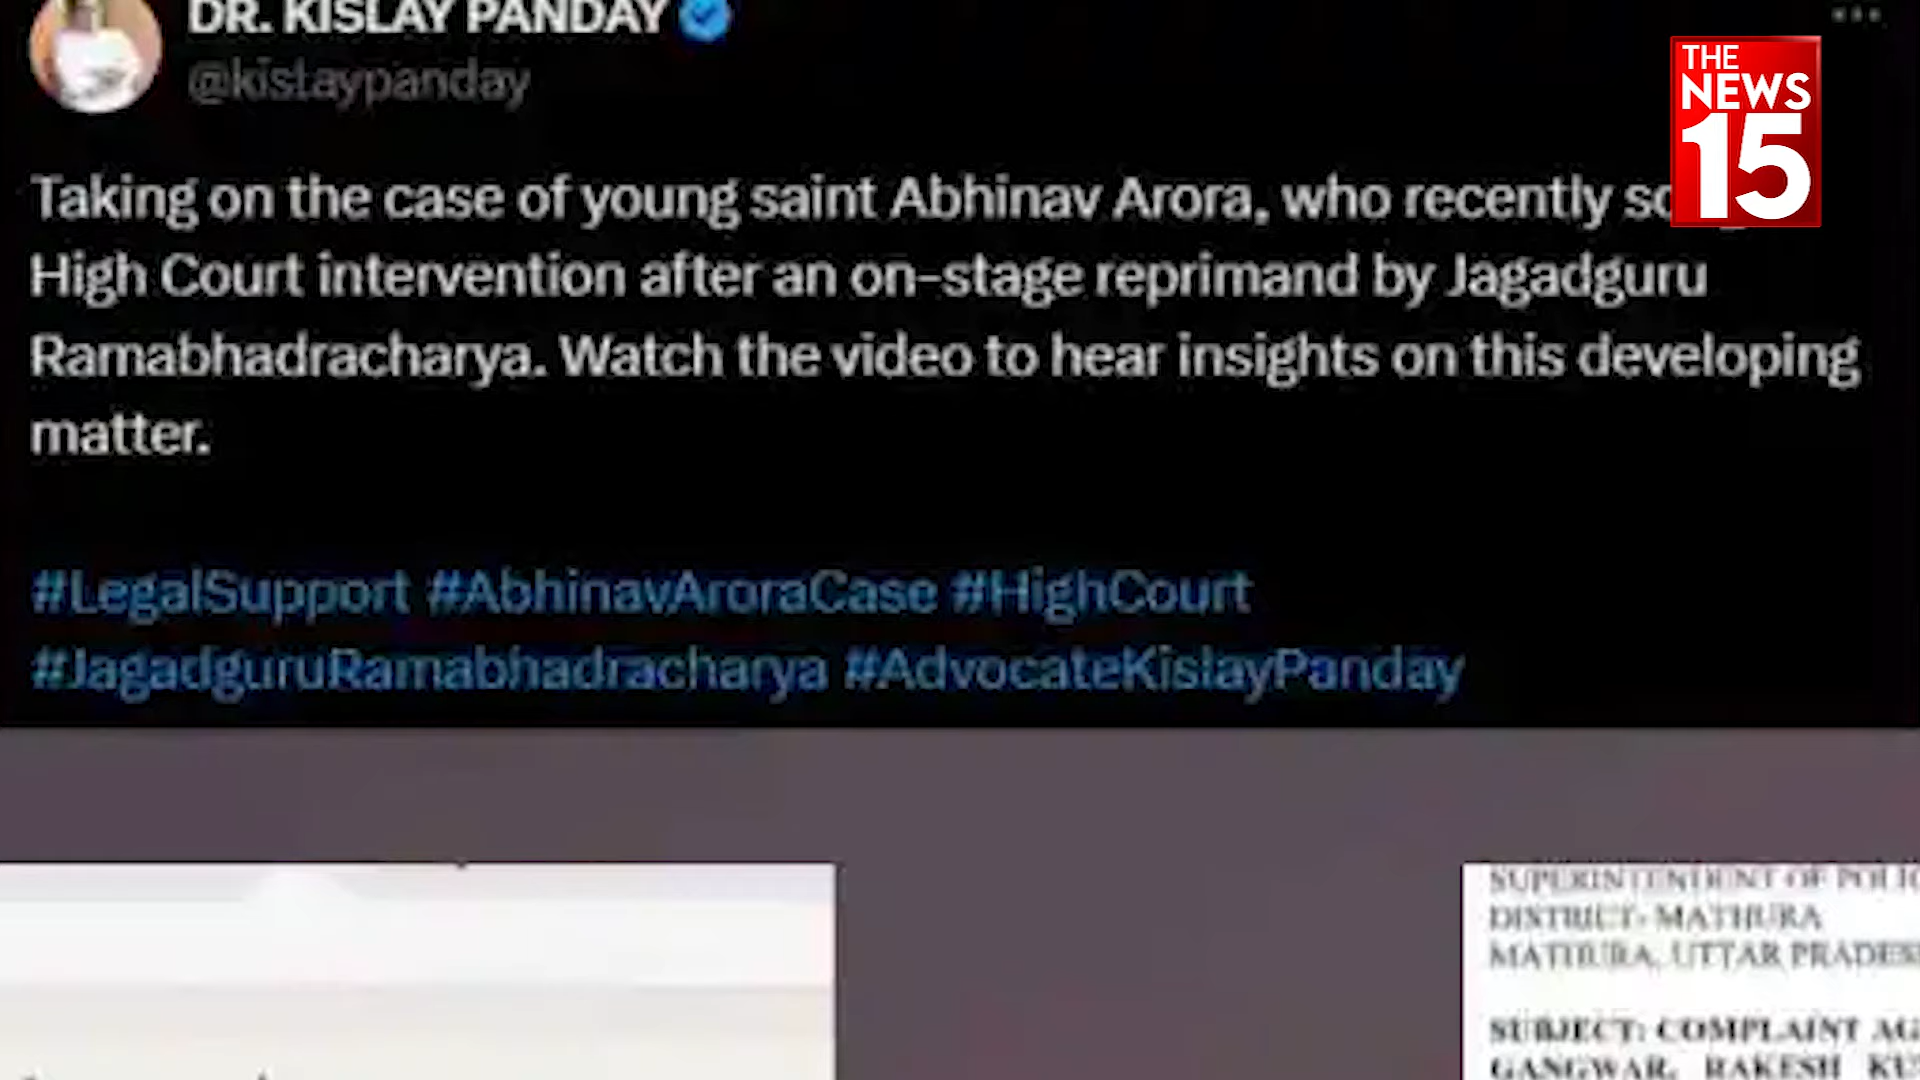 DR. KISLAY PANDAY
@kislaypanday
THE
NEWS
15
Taking on the case of young saint Abhinav Arora, who recently
High Court intervention after an on-stage reprimand by Jagadguru
Ramabhadracharya. Watch the video to hear insights on this developing
matter.
#LegalSupport #AbhinavAroraCase #HighCourt
#JagadguruRamabhadracharya #AdvocateKislayPanday
SUPERINTENDENT OF
DISTRICT- MATHURA
MATHURA, UTTAR
SUBJECT: COMPLAINT
GANGWAR, RAKESH